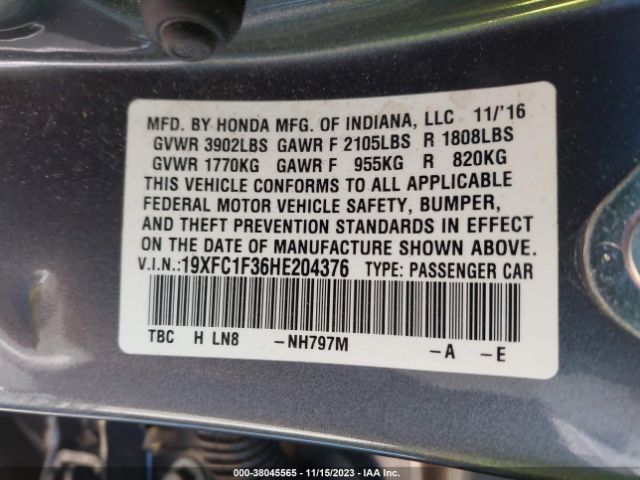 MFD. BY HONDA MFG. OF INDIANA, LLC 11/'16
GVWR 3902LBS GAWR F 2105LBS R 1808LBS
GVWR 1770KG GAWR F 955KG R 820KG
THIS VEHICLE CONFORMS TO ALL APPLICABLE
FEDERAL MOTOR VEHICLE SAFETY, BUMPER,
AND THEFT PREVENTION STANDARDS IN EFFECT
ON THE DATE OF MANUFACTURE SHOWN ABOVE.
V.I.N.:19XFC1F36HE204376 TYPE: PASSENGER CAR
TBC H LN8 -NH797M -A -E
000-38045565 - 11/15/2023 - IAA Inc.